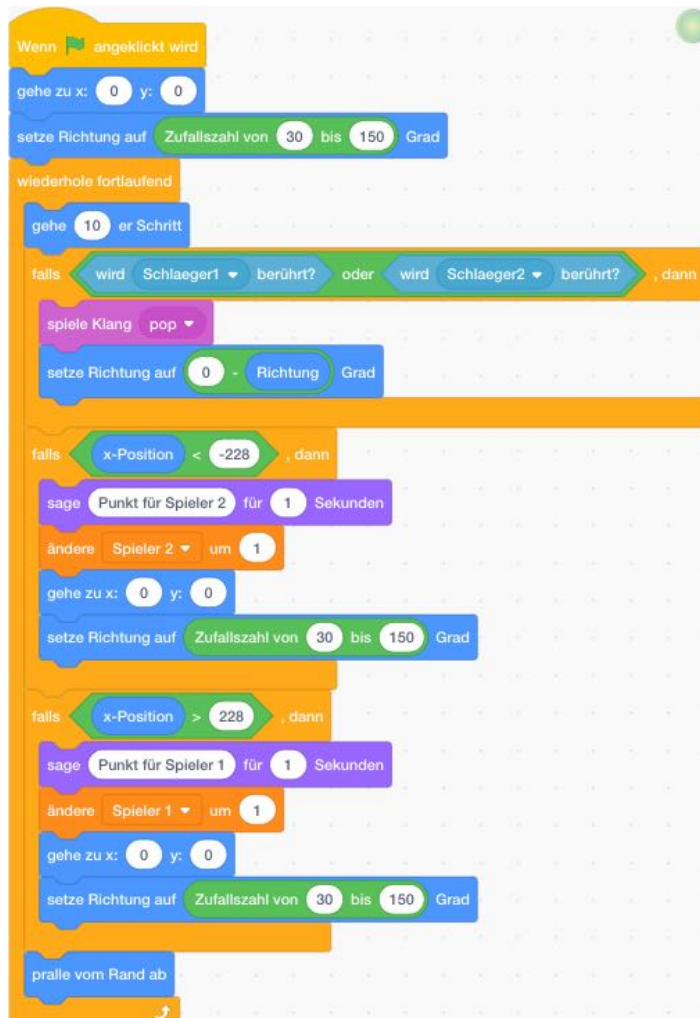 Wenn angeklickt wird
gehe zu x: 0 y: 0
setze Richtung auf Zufallszahl von 30 bis 150 Grad
wiederhole fortlaufend
gehe 10 er Schritt
falls wird Schlaeger1 berührt? oder wird Schlaeger2 berührt? , dann
spiele Klang pop
setze Richtung auf 0 - Richtung Grad
falls x-Position < -228 , dann
sage Punkt für Spieler 2 für 1 Sekunden
ändere Spieler 2 um 1
gehe zu x: 0 y: 0
setze Richtung auf Zufallszahl von 30 bis 150 Grad
falls x-Position > 228 , dann
sage Punkt für Spieler 1 für 1 Sekunden
ändere Spieler 1 um 1
gehe zu x: 0 y: 0
setze Richtung auf Zufallszahl von 30 bis 150 Grad
pralle vom Rand ab